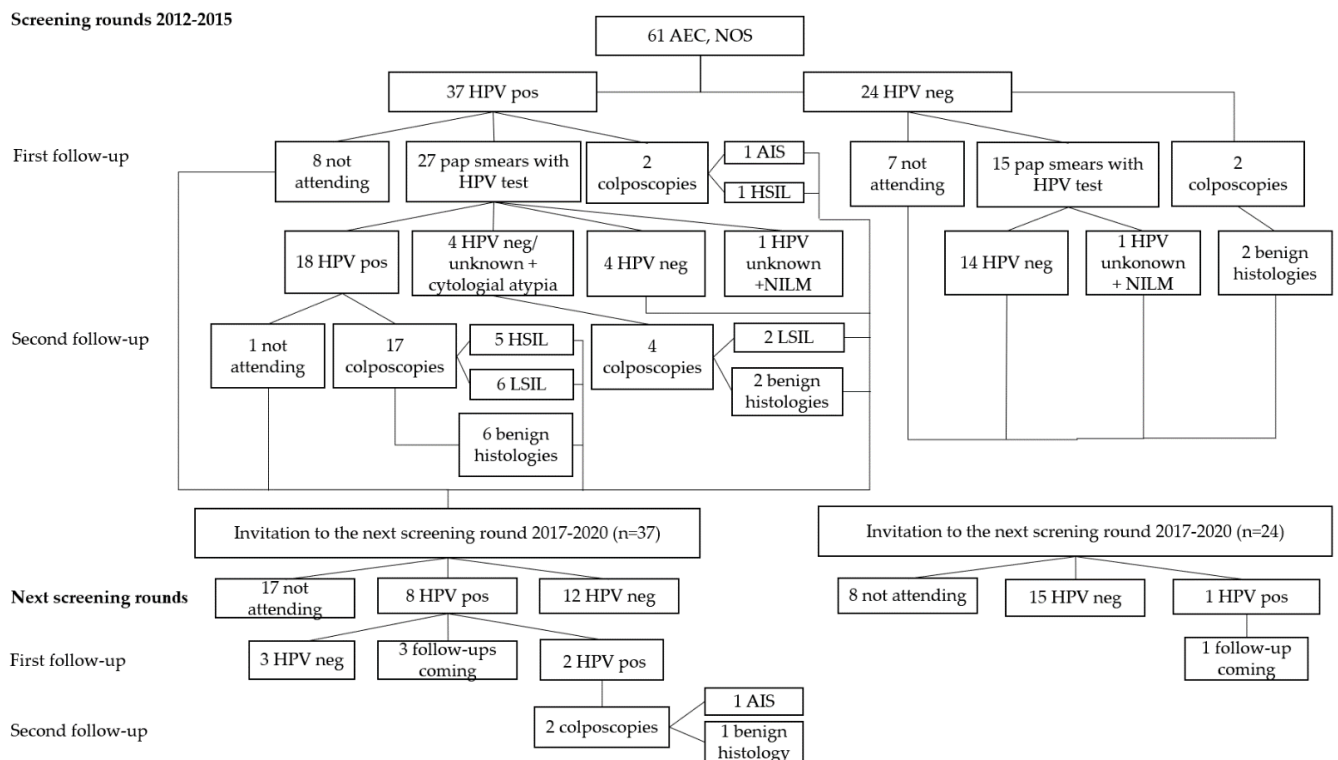 Screening rounds 2012-2015
61 AEC, NOS
37 HPV pos
24 HPV neg
First follow-up
8 not
attending
27 pap smears with
HPV test
2
colposcopies
1 AIS
1 HSIL
7 not
attending
15 pap smears with
HPV test
2
colposcopies
18 HPV pos
4 HPV neg/
unknown +
cytologial atypia
4 HPV neg
1 HPV
unknown
+NILM
14 HPV neg
1 HPV
unkonown
+ NILM
2 benign
histologies
Second follow-up
1 not
attending
17
colposcopies
5 HSIL
6 LSIL
6 benign
histologies
4
colposcopies
2 LSIL
2 benign
histologies
Invitation to the next screening round 2017-2020 (n=37)
Invitation to the next screning round 2017-2020 (n=24)
Next screening rounds
17 not
attending
8 HPV pos
12 HPV neg
8 not attending
15 HPV neg
1 HPV pos
First follow-up
3 HPV neg
3 follow-ups
coming
2 HPV pos
1 follow-up
coming
Second follow-up
2 colposcopies
1 AIS
1 benign
histology